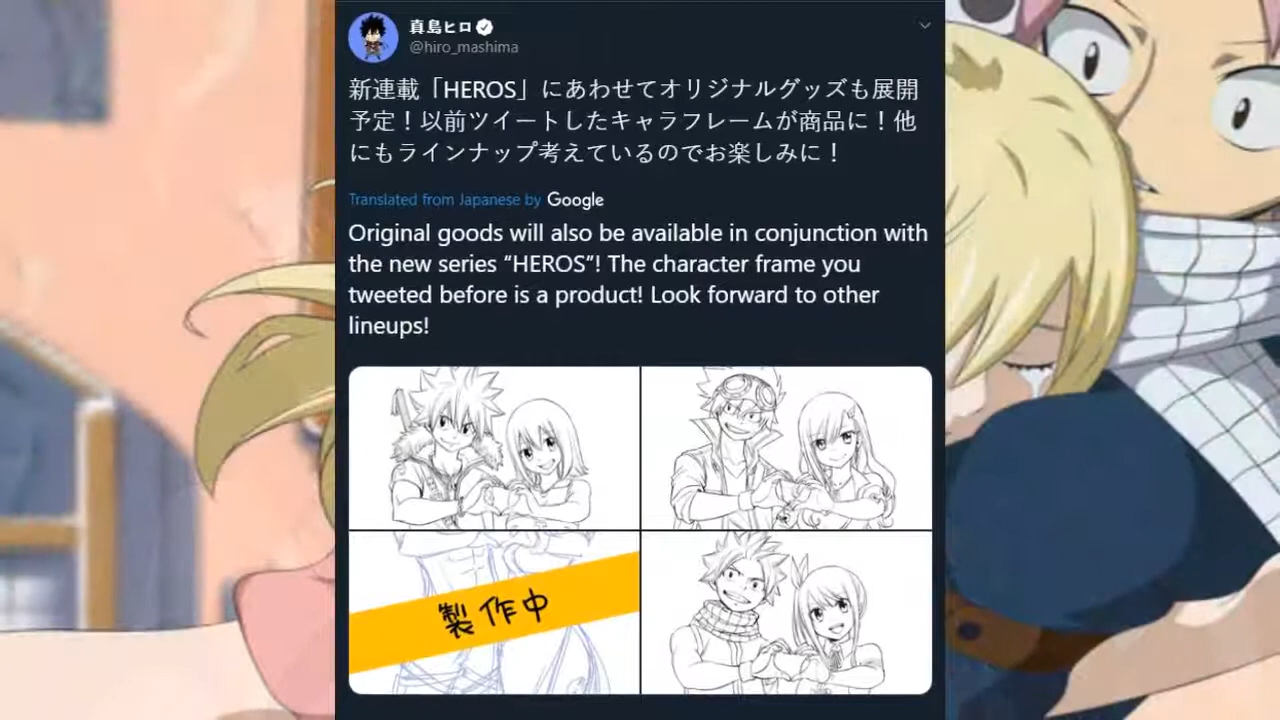 真島ヒロ
@hiro_mashima
新連載「HEROS」にあわせてオリジナルグッズも展開
予定！以前ツイートしたキャラフレームが商品に！他
にもラインナップ考えているのでお楽しみに！
Translated from Japanese by Google
Original goods will also be available in conjunction with
the new series “HEROS”! The character frame you
tweeted before is a product! Look forward to other
lineups!
製作中